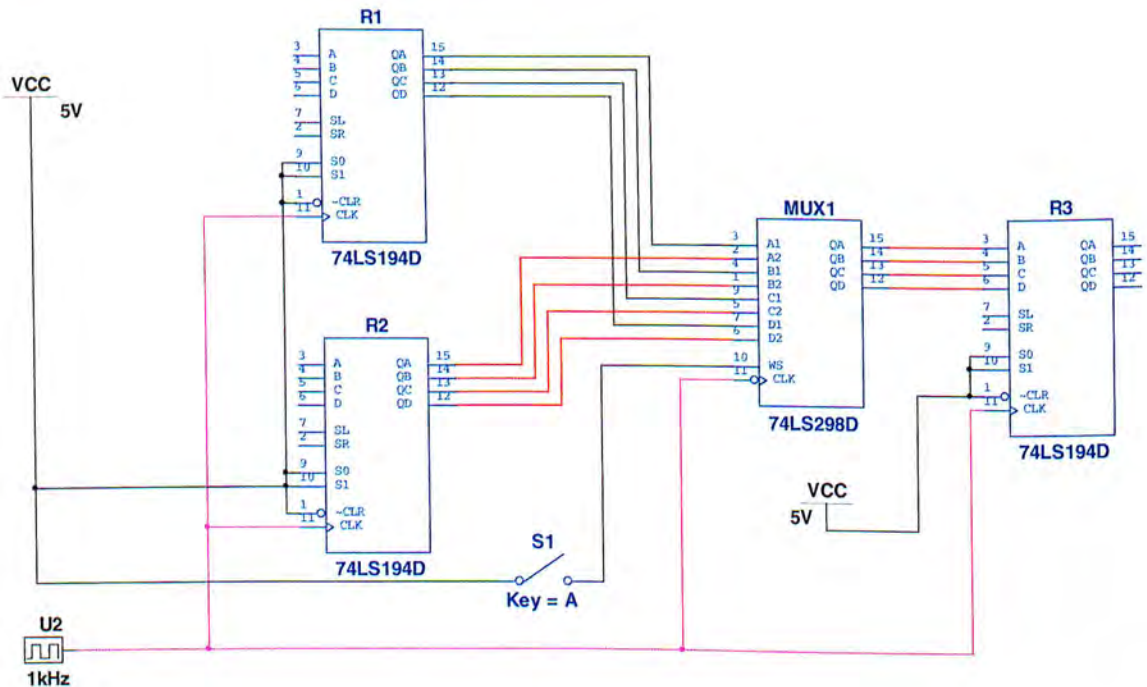 R1
3 A QA 15
4 B QB 14
5 C QC 13
6 D QD 12
7 SL
2 SR
9 S0
10 S1
1 ~CLR
11 CLK
74LS194D
VCC
5V
R2
3 A QA 15
4 B QB 14
5 C QC 13
6 D QD 12
7 SL
2 SR
9 S0
10 S1
1 ~CLR
11 CLK
74LS194D
MUX1
3 A1 QA 15
2 A2 QB 14
4 B1 QC 13
1 B2 QD 12
9 C1
5 C2
7 D1
6 D2
10 WS
11 CLK
74LS298D
R3
3 A QA 15
4 B QB 14
5 C QC 13
6 D QD 12
7 SL
2 SR
9 S0
10 S1
1 ~CLR
11 CLK
74LS194D
VCC
5V
S1
Key = A
U2
1kHz